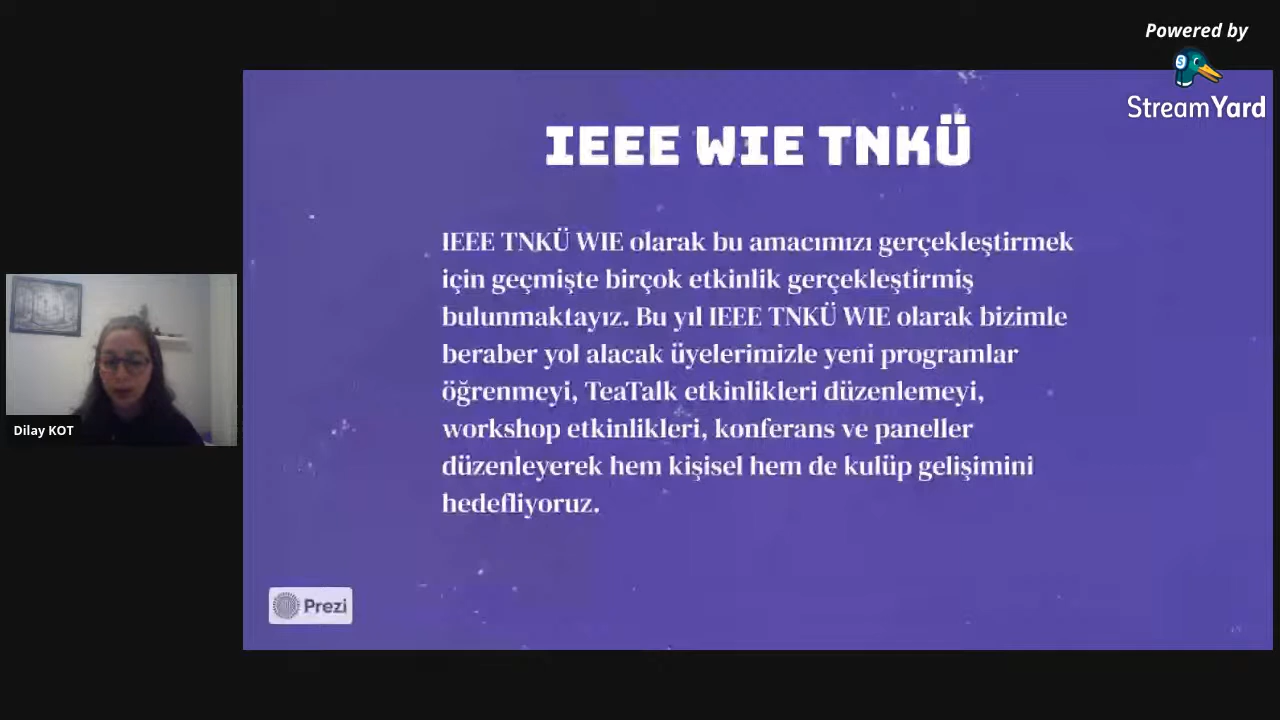 Powered by
StreamYard
IEEE WIE TNKÜ
IEEE TNKÜ WIE olarak bu amacımızı gerçekleştirmek
için geçmişte birçok etkinlik gerçekleştirmiş
bulunmaktayız. Bu yıl IEEE TNKÜ WIE olarak bizimle
beraber yol alacak üyelerimizle yeni programlar
öğrenmeyi, TeaTalk etkinlikleri düzenlemeyi,
workshop etkinlikleri, konferans ve paneller
düzenleyerek hem kişisel hem de kulüp gelişimini
hedefliyoruz.
Dilay KOT
Prezi